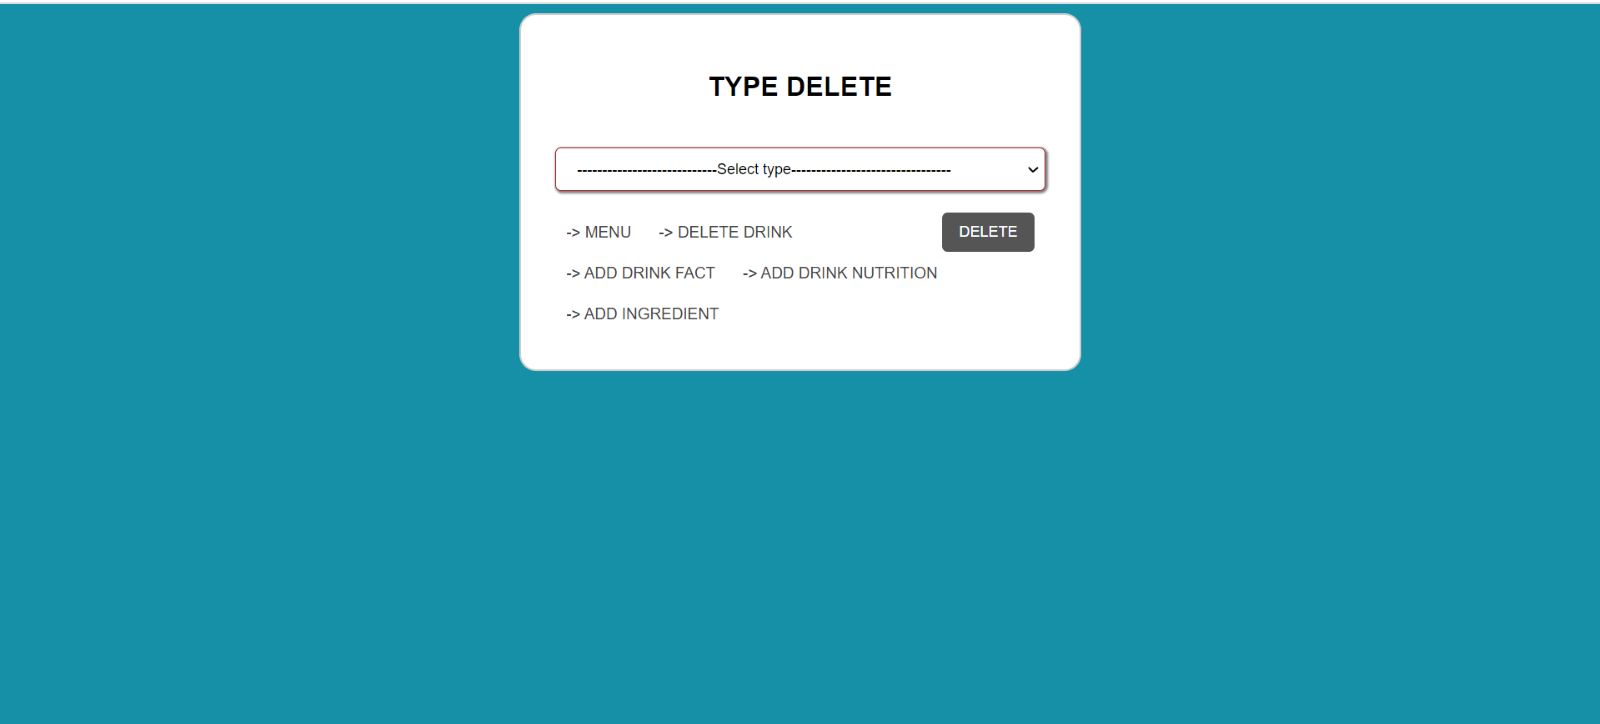 TYPE DELETE
----------------------------Select type--------------------------------
-> MENU -> DELETE DRINK DELETE
-> ADD DRINK FACT -> ADD DRINK NUTRITION
-> ADD INGREDIENT